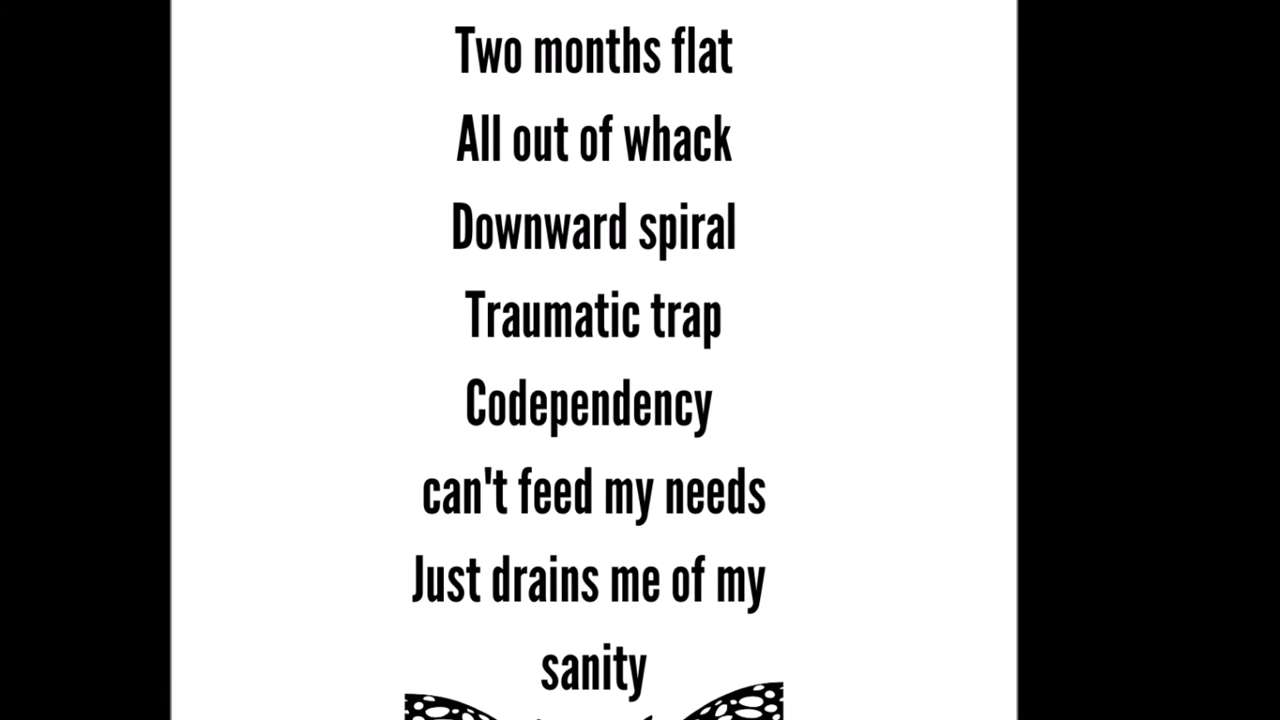 Two months flat
All out of whack
Downward spiral
Traumatic trap
Codependency
can't feed my needs
Just drains me of my
sanity